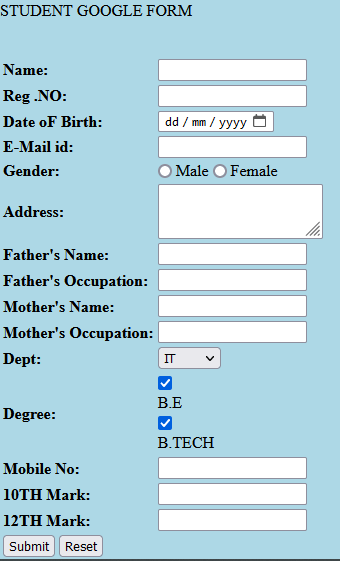 STUDENT GOOGLE FORM
Name:
Reg .NO:
Date oF Birth: dd / mm / yyyy
E-Mail id:
Gender: Male Female
Address:
Father's Name:
Father's Occupation:
Mother's Name:
Mother's Occupation:
Dept: IT
Degree:
B.E
B.TECH
Mobile No:
10TH Mark:
12TH Mark:
Submit Reset